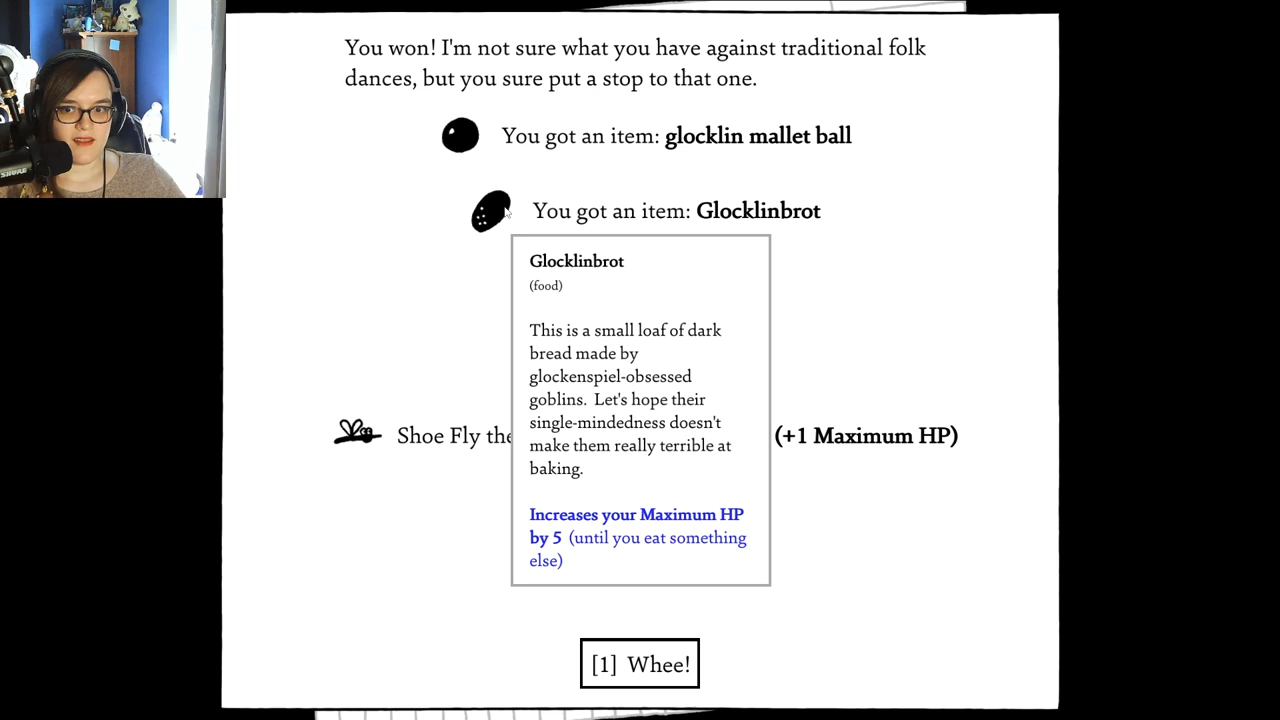 You won! I'm not sure what you have against traditional folk
dances, but you sure put a stop to that one.
You got an item: glocklin mallet ball
You got an item: Glocklinbrot
Glocklinbrot
(food)
This is a small loaf of dark
bread made by
glockenspiel-obsessed
goblins. Let's hope their
single-mindedness doesn't
make them really terrible at
baking.
Increases your Maximum HP
by 5 (until you eat something
else)
Shoe Fly the (+1 Maximum HP)
[1] Whee!
SHURE